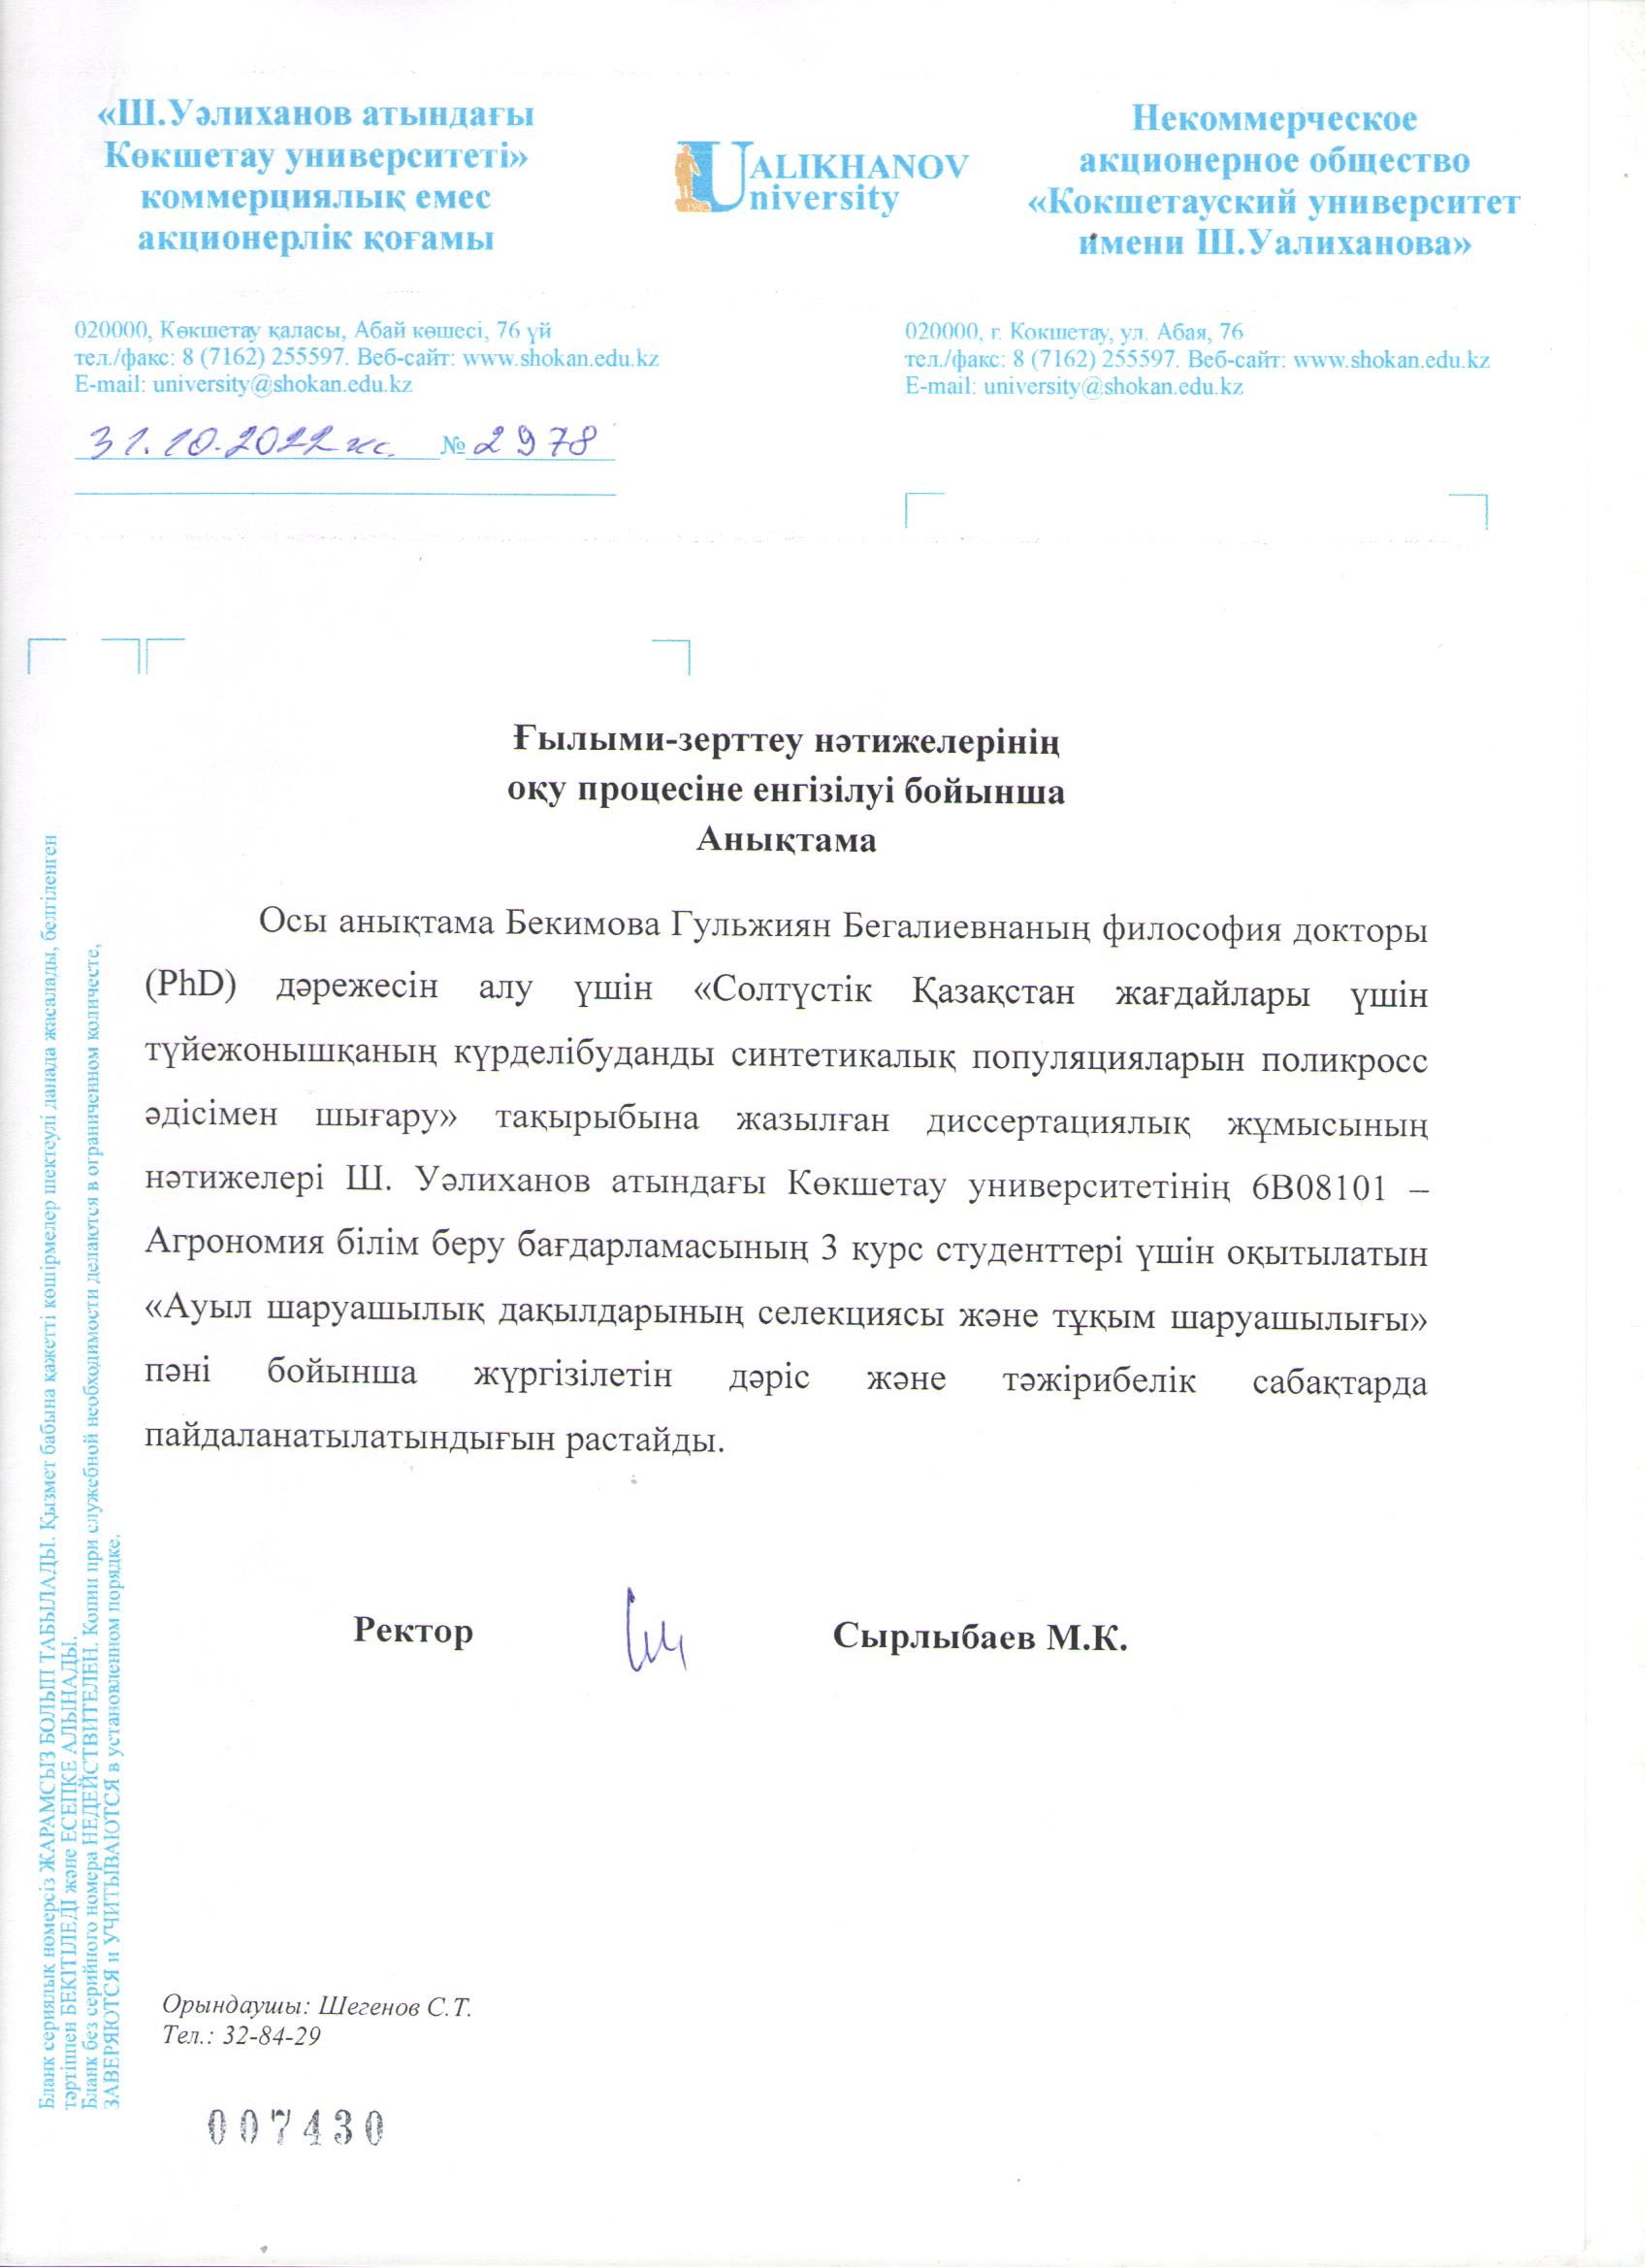 «Ш.Уәлиханов атындағы
Көкшетау университеті»
коммерциялық емес
акционерлік қоғамы
UALIKHANOV
University
Некоммерческое
акционерное общество
«Кокшетауский университет
имени Ш.Уалиханова»
020000, Көкшетау қаласы, Абай көшесі, 76 үй
тел./факс: 8 (7162) 255597. Веб-сайт: www.shokan.edu.kz
E-mail: university@shokan.edu.kz
020000, г. Кокшетау, ул. Абая, 76
тел./факс: 8 (7162) 255597. Веб-сайт: www.shokan.edu.kz
E-mail: university@shokan.edu.kz
31.10.2022 ж. № 2978
Ғылыми-зерттеу нәтижелерінің
оқу процесіне енгізілуі бойынша
Анықтама
Осы анықтама Бекимова Гульжиян Бегалиевнаның философия докторы
(PhD) дәрежесін алу үшін «Солтүстік Қазақстан жағдайлары үшін
түйежонышқаның күрделібуданды синтетикалық популяцияларын поликросс
әдісімен шығару» тақырыбына жазылған диссертациялық жұмысының
нәтижелері Ш. Уәлиханов атындағы Көкшетау университетінің 6В08101 –
Агрономия білім беру бағдарламасының 3 курс студенттері үшін оқытылатын
«Ауыл шаруашылық дақылдарының селекциясы және тұқым шаруашылығы»
пәні бойынша жүргізілетін дәріс және тәжірибелік сабақтарда
пайдаланатылатындығын растайды.
Ректор Сырлыбаев М.К.
Орындаушы: Шегенов С.Т.
Тел.: 32-84-29
007430
Бланк сериялык номерсіз ЖАРАМСЫЗ БОЛЫП ТАБЫЛАДЫ. Қызмет бабына қажетті көшірмелер шектеулі данада жасалады, белгіленген
тәртіппен БЕКІТІЛЕДІ және ЕСЕПКЕ АЛЫНАДЫ.
Бланк без серийного номера НЕДЕЙСТВИТЕЛЕН. Копии при служебной необходимости делаются в ограниченном количесте,
ЗАВЕРЯЮТСЯ и УЧИТЫВАЮТСЯ в установленном порядке.